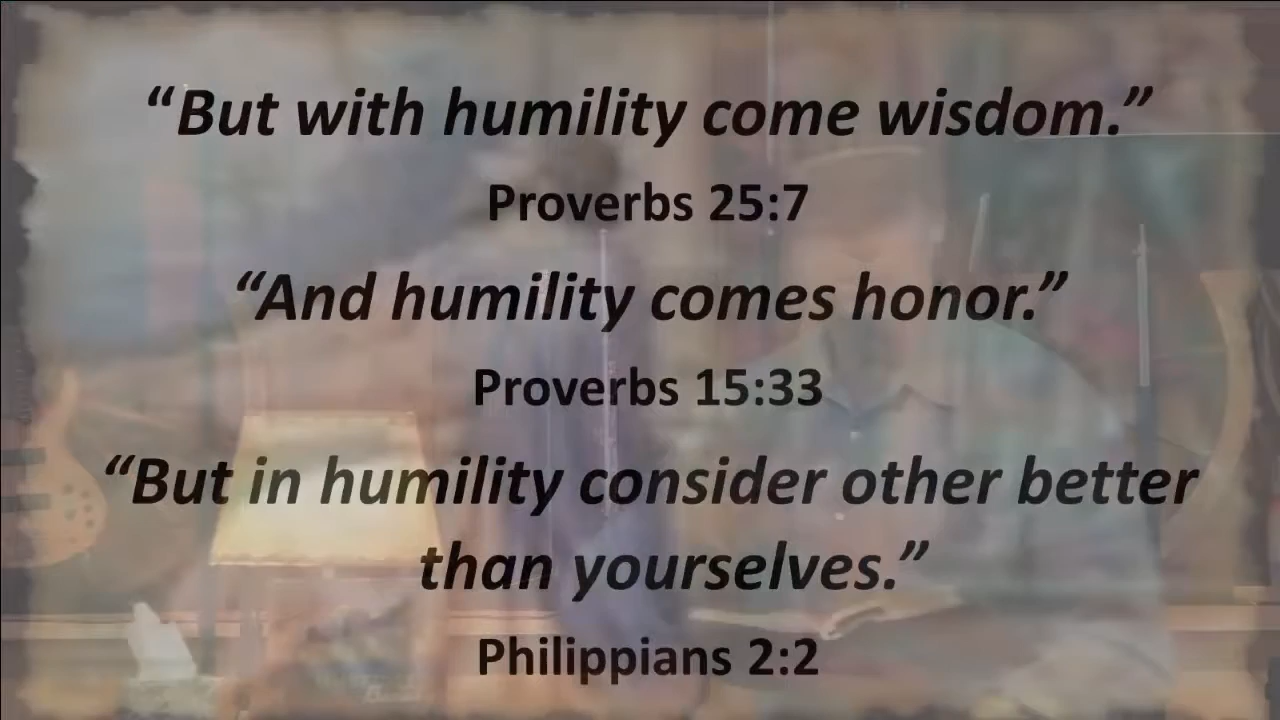 “But with humility come wisdom.”
Proverbs 25:7
“And humility comes honor.”
Proverbs 15:33
“But in humility consider other better
than yourselves.”
Philippians 2:2